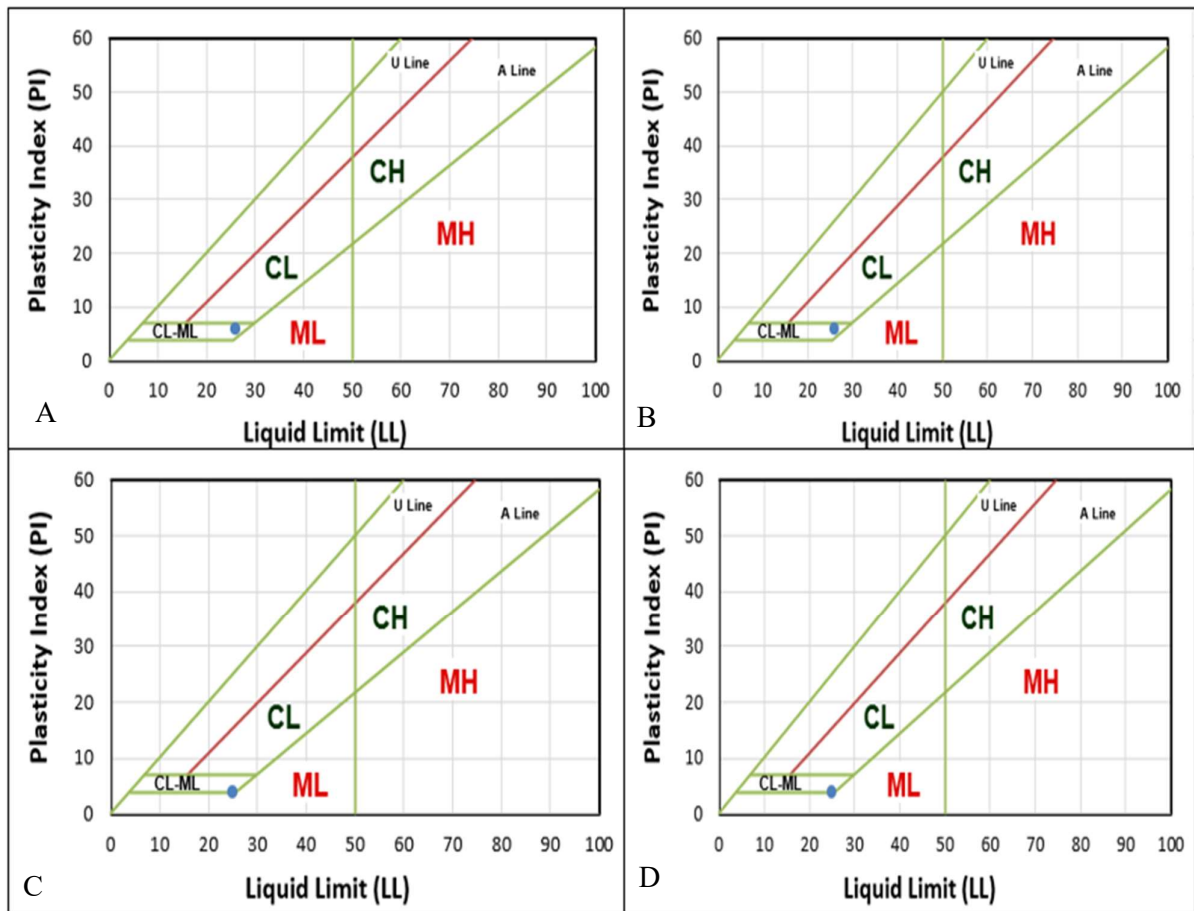 Plasticity Index (PI)
60
50
40
30
20
10
0
U Line
A Line
CH
MH
CL
CL-ML
ML
0 10 20 30 40 50 60 70 80 90 100
A
Liquid Limit (LL)
Plasticity Index (PI)
60
50
40
30
20
10
0
U Line
A Line
CH
MH
CL
CL-ML
ML
0 10 20 30 40 50 60 70 80 90 100
B
Liquid Limit (LL)
Plasticity Index (PI)
60
50
40
30
20
10
0
U Line
A Line
CH
MH
CL
CL-ML
ML
0 10 20 30 40 50 60 70 80 90 100
C
Liquid Limit (LL)
Plasticity Index (PI)
60
50
40
30
20
10
0
U Line
A Line
CH
MH
CL
CL-ML
ML
0 10 20 30 40 50 60 70 80 90 100
D
Liquid Limit (LL)